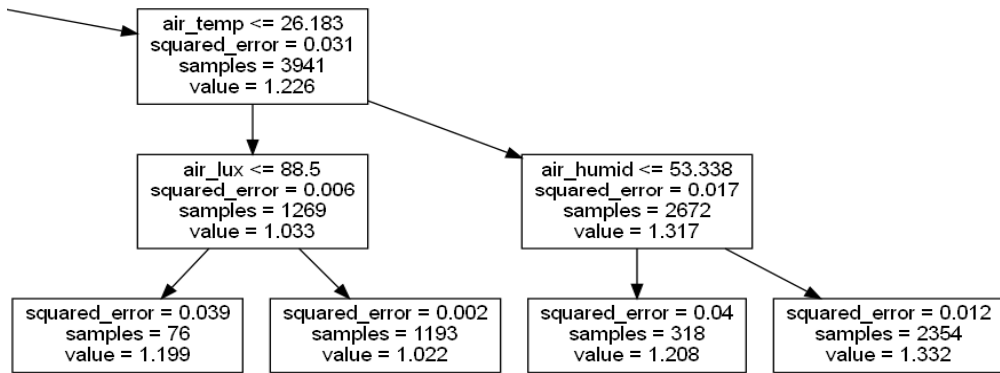 air_temp <= 26.183
squared_error = 0.031
samples = 3941
value = 1.226
air_lux <= 88.5
squared_error = 0.006
samples = 1269
value = 1.033
air_humid <= 53.338
squared_error = 0.017
samples = 2672
value = 1.317
squared_error = 0.039
samples = 76
value = 1.199
squared_error = 0.002
samples = 1193
value = 1.022
squared_error = 0.04
samples = 318
value = 1.208
squared_error = 0.012
samples = 2354
value = 1.332